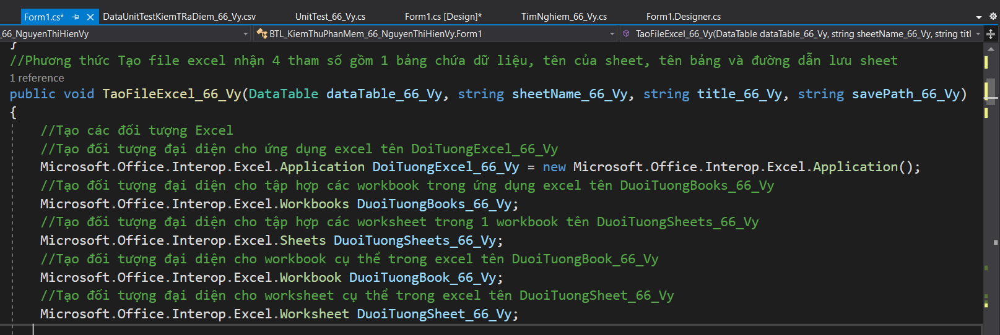 Form1.cs* DataUnitTestKiemTRaDiem_66_Vy.csv UnitTest_66_Vy.cs Form1.cs [Design]* TimNghiem_66_Vy.cs Form1.Designer.cs
_66_NguyenThiHienVy BTL_KiemThuPhanMem_66_NguyenThiHienVy.Form1 TaoFileExcel_66_Vy(DataTable dataTable_66_Vy, string sheetName_66_Vy, string titl
}
//Phương thức Tạo file excel nhận 4 tham số gồm 1 bảng chứa dữ liệu, tên của sheet, tên bảng và đường dẫn lưu sheet
1 reference
public void TaoFileExcel_66_Vy(DataTable dataTable_66_Vy, string sheetName_66_Vy, string title_66_Vy, string savePath_66_Vy)
{
//Tạo các đối tượng Excel
//Tạo đối tượng đại diện cho ứng dụng excel tên DoiTuongExcel_66_Vy
Microsoft.Office.Interop.Excel.Application DoiTuongExcel_66_Vy = new Microsoft.Office.Interop.Excel.Application();
//Tạo đối tượng đại diện cho tập hợp các workbook trong ứng dụng excel tên DuoiTuongBooks_66_Vy
Microsoft.Office.Interop.Excel.Workbooks DuoiTuongBooks_66_Vy;
//Tạo đối tượng đại diện cho tập hợp các worksheet trong 1 workbook tên DuoiTuongSheets_66_Vy
Microsoft.Office.Interop.Excel.Sheets DuoiTuongSheets_66_Vy;
//Tạo đối tượng đại diện cho workbook cụ thể trong excel tên DuoiTuongBook_66_Vy
Microsoft.Office.Interop.Excel.Workbook DuoiTuongBook_66_Vy;
//Tạo đối tượng đại diện cho worksheet cụ thể trong excel tên DuoiTuongSheet_66_Vy
Microsoft.Office.Interop.Excel.Worksheet DuoiTuongSheet_66_Vy;